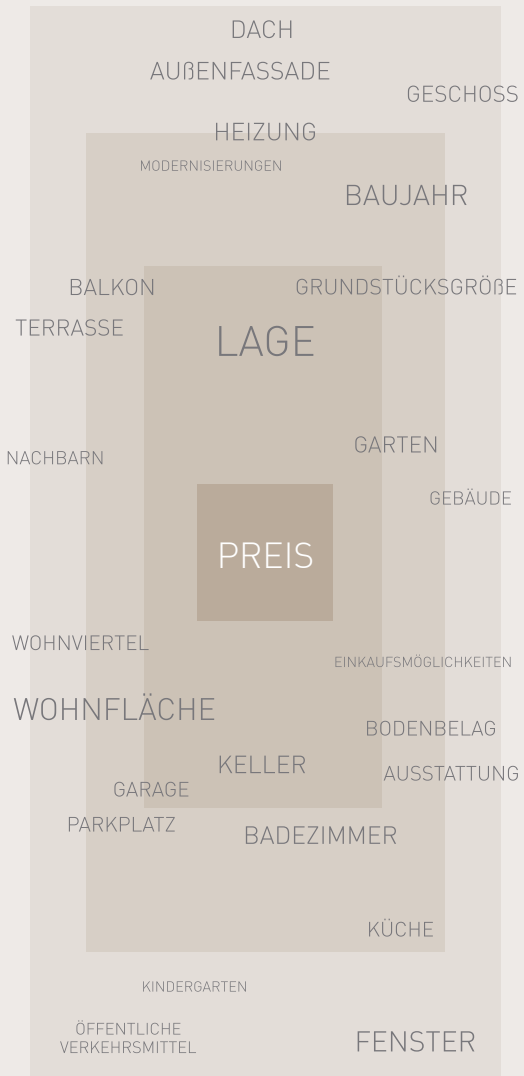 DACH
AUßENFASSADE
GESCHOSS
HEIZUNG
MODERNISIERUNGEN
BAUJAHR
BALKON
GRUNDSTÜCKSGRÖßE
TERRASSE
LAGE
GARTEN
NACHBARN
GEBÄUDE
PREIS
WOHNVIERTEL
EINKAUFSMÖGLICHKEITEN
WOHNFLÄCHE
BODENBELAG
KELLER
AUSSTATTUNG
GARAGE
PARKPLATZ
BADEZIMMER
KÜCHE
KINDERGARTEN
ÖFFENTLICHE
VERKEHRSMITTEL
FENSTER